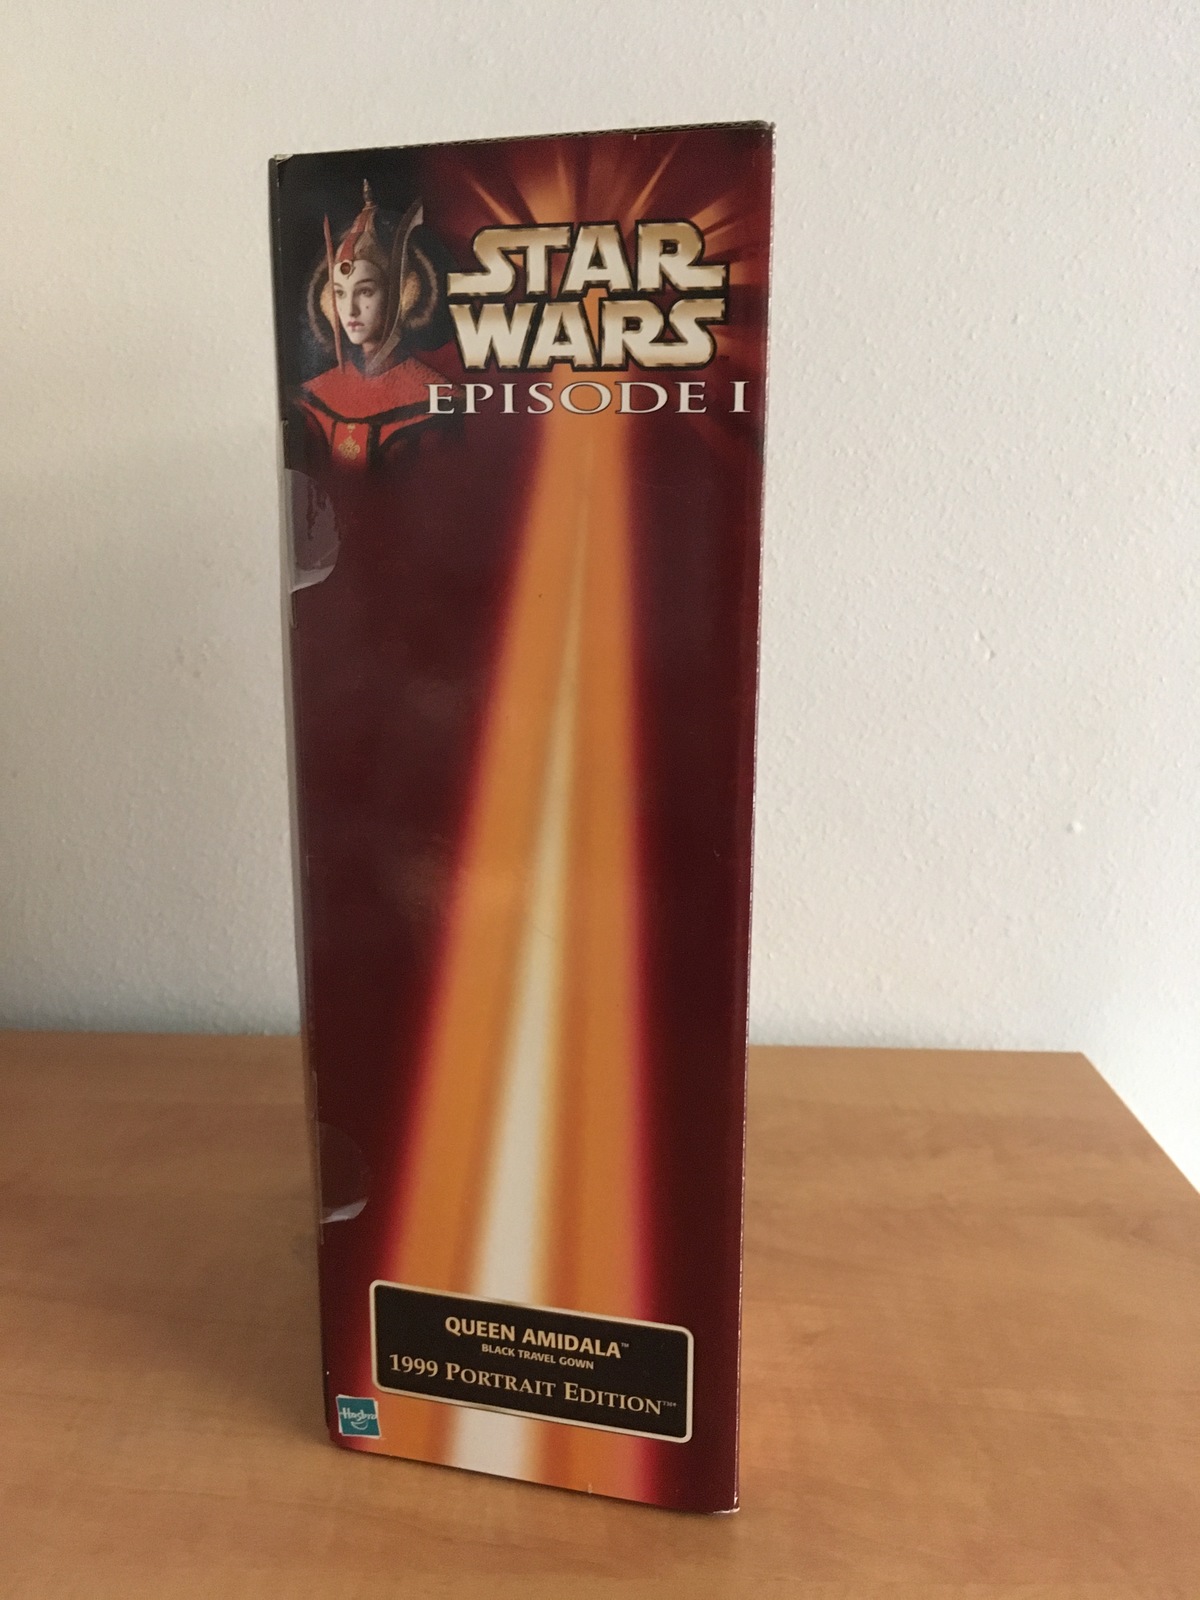 STAR
WARS
EPISODE I
QUEEN AMIDALA™
BLACK TRAVEL GOWN
1999 PORTRAIT EDITION™*
Hasbro